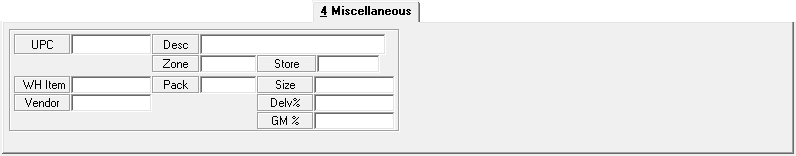 4 Miscellaneous
UPC Desc
Zone Store
WH Item Pack Size
Vendor Delv%
GM %